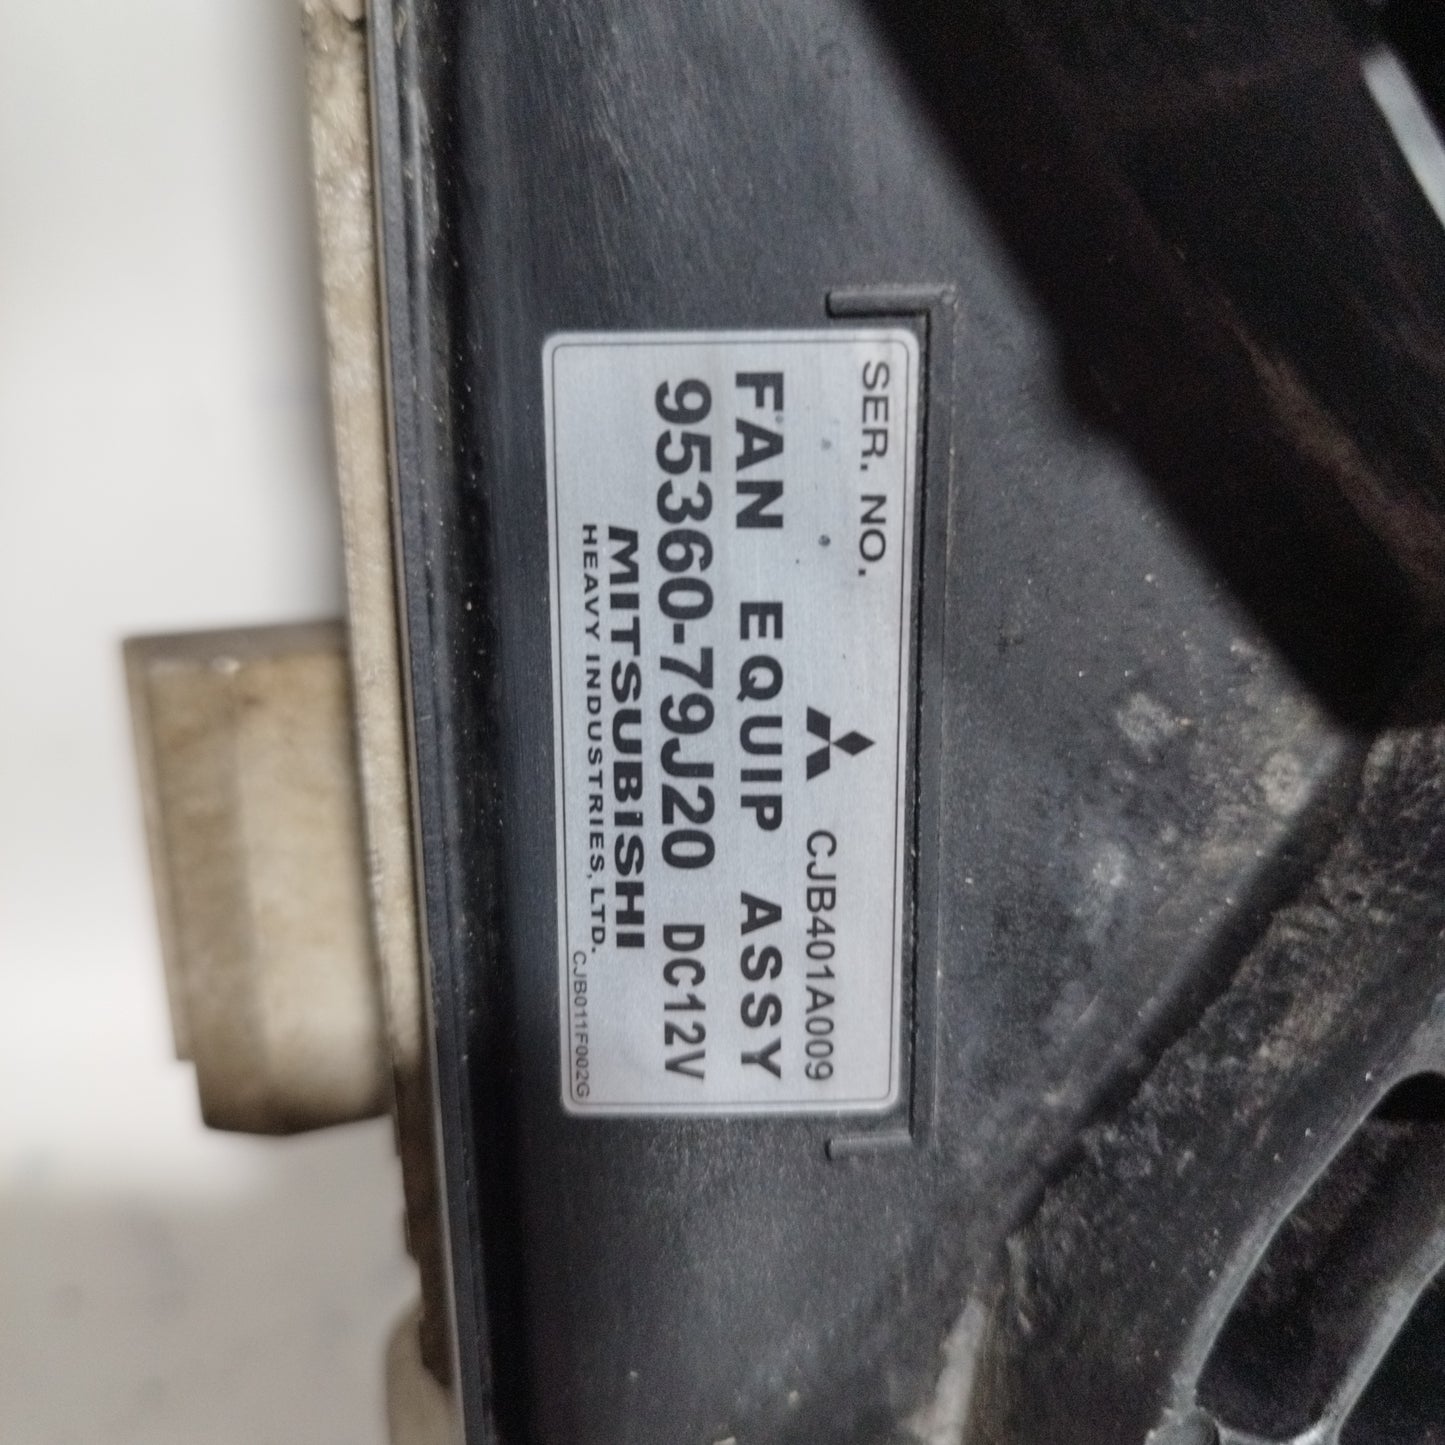 SER. NO. CJB401A009
FAN EQUIP ASSY
95360-79J20 DC12V
MITSUBISHI
HEAVY INDUSTRIES, LTD.
CJB011F002G